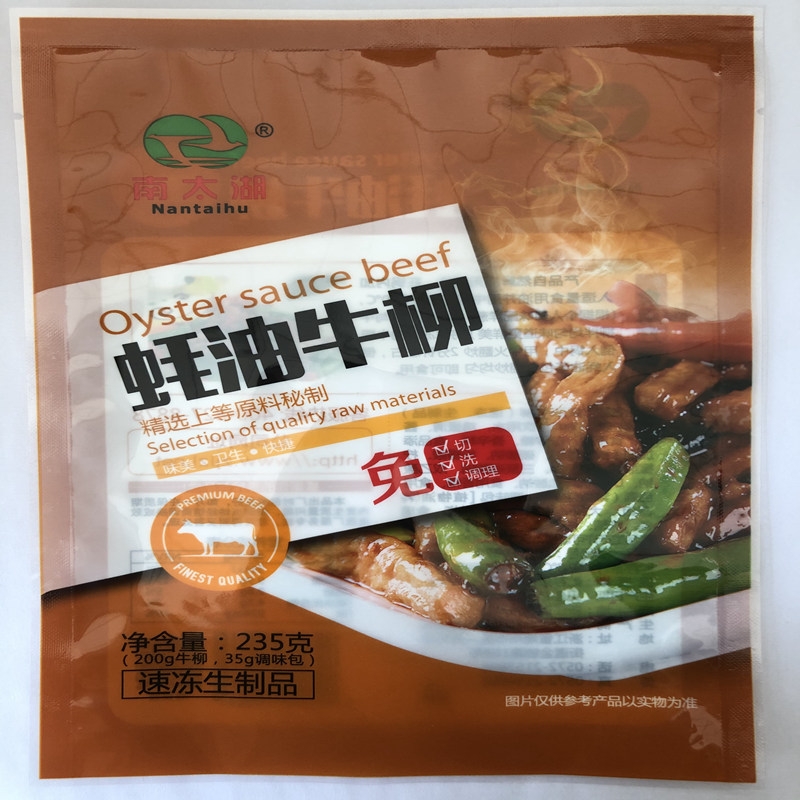 ®
南太湖
Nantaihu
Oyster sauce beef
蚝油牛柳
精选上等原料秘制
Selection of quality raw materials
味美·卫生·快捷
免
切
洗
调理
PREMIUM BEEF
FINEST QUALITY
净含量：235克
（200g牛柳，35g调味包）
速冻生制品
图片仅供参考产品以实物为准